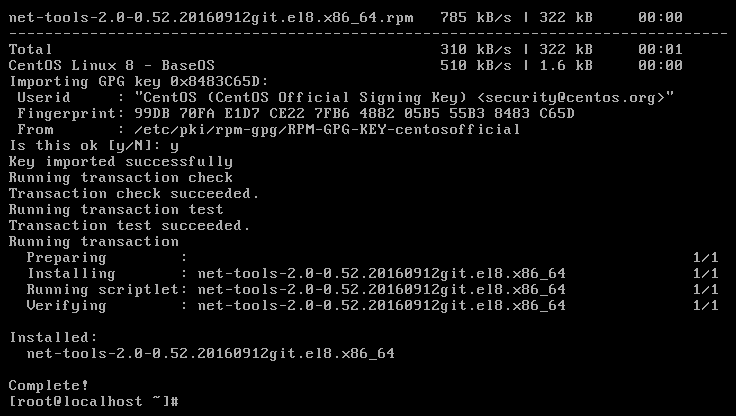 net-tools-2.0-0.52.20160912git.el8.x86_64.rpm   785 kB/s | 322 kB     00:00
--------------------------------------------------------------------------------
Total                                           310 kB/s | 322 kB     00:01
CentOS Linux 8 - BaseOS                         510 kB/s | 1.6 kB     00:00
Importing GPG key 0x8483C65D:
 Userid     : "CentOS (CentOS Official Signing Key) <security@centos.org>"
 Fingerprint: 99DB 70FA E1D7 CE22 7FB6 4882 05B5 55B3 8483 C65D
 From       : /etc/pki/rpm-gpg/RPM-GPG-KEY-centosofficial
Is this ok [y/N]: y
Key imported successfully
Running transaction check
Transaction check succeeded.
Running transaction test
Transaction test succeeded.
Running transaction
  Preparing        :                                                        1/1
  Installing       : net-tools-2.0-0.52.20160912git.el8.x86_64              1/1
  Running scriptlet: net-tools-2.0-0.52.20160912git.el8.x86_64              1/1
  Verifying        : net-tools-2.0-0.52.20160912git.el8.x86_64              1/1
Installed:
  net-tools-2.0-0.52.20160912git.el8.x86_64
Complete!
[root@localhost ~]#